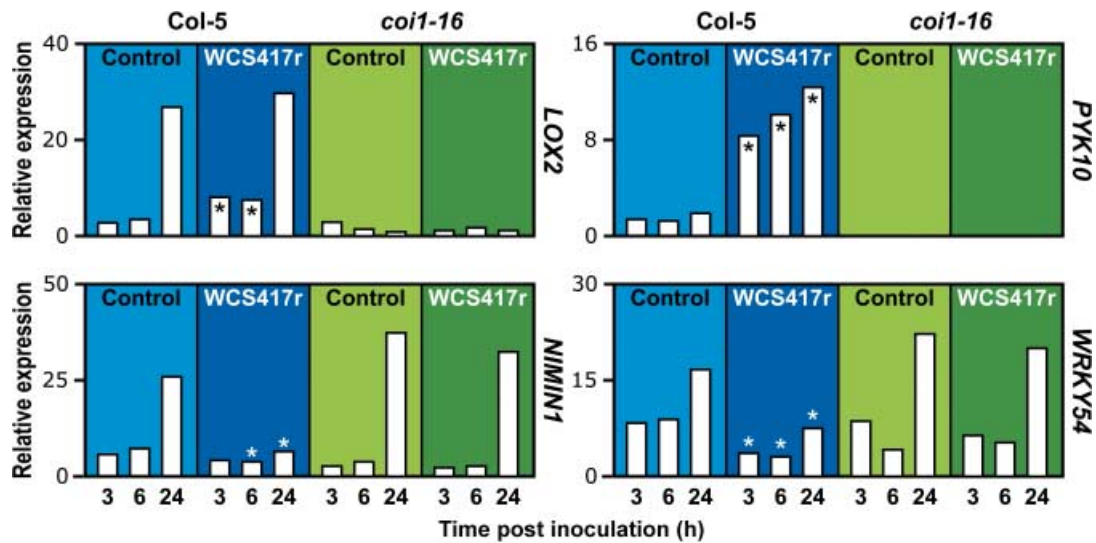 Col-5 coi1-16 Col-5 coi1-16
40 Control WCS417r Control WCS417r 16 Control WCS417r Control WCS417r
Relative expression
20 8
* * * * *
0 0
LOX2 PYK10
50 Control WCS417r Control WCS417r 30 Control WCS417r Control WCS417r
Relative expression
25 15
* * * * *
0 0
NIMIN1 WRKY54
3 6 24 3 6 24 3 6 24 3 6 24 3 6 24 3 6 24 3 6 24 3 6 24
Time post inoculation (h)